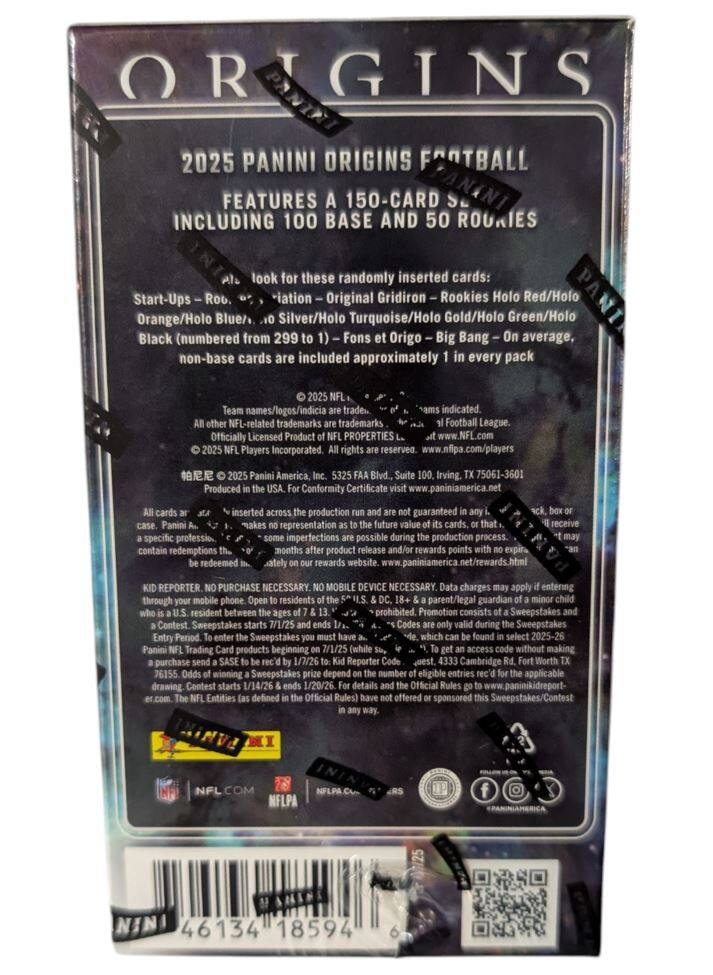 ORIGINS
2025 PANINI ORIGINS FOOTBALL
FEATURES A 150-CARD
INCLUDING 100 BASE AND 50 ROOKIES
look for these randomly inserted cards:
Start-Ups – – Original Gridiron – Rookies Holo Red/Holo
Orange/Holo Silver/Holo Turquoise/Holo Gold/Holo Green/Holo
Black (numbered from 299 to 1) – Fons et Origo – Big Bang – On average,
non-base cards are included approximately 1 in every pack
© 2025 NFL
Team names/logos/indicia are indicated.
All other NFL-related trademarks are trademarks Football League.
Officially Licensed Product of NFL PROPERTIES www.NFL.com
© 2025 NFL Players Incorporated. All rights are reserved. www.nflpa.com/players
帕尼尼 © 2025 Panini America, Inc. 5325 FAA Blvd., Suite 100, Irving, TX 75061-3601
Produced in the USA. For Conformity Certificate visit www.paniniamerica.net
All cards inserted across the production run and are not guaranteed in any box or
case. Panini makes no representation as to the future value of its cards, or that receive
a specific some imperfections are possible during the production process. may
contain redemptions months after product release and/or rewards points with no can
be redeemed on our rewards website. www.paniniamerica.net/rewards.html
KID REPORTER. NO PURCHASE NECESSARY. NO MOBILE DEVICE NECESSARY. Data charges may apply if entering
through your mobile phone. Open to residents of the U.S. & DC, 18+ & a parent/legal guardian of a minor child
who is a U.S. resident between the ages of 7 & 13. prohibited. Promotion consists of a Sweepstakes and
a Contest. Sweepstakes starts 7/1/25 and ends Codes are only valid during the Sweepstakes
Entry Period. To enter the Sweepstakes you must have which can be found in select 2025-26
Panini NFL Trading Card products beginning on 7/1/25 (while To get an access code without making
a purchase send a SASE to be rec'd by 1/7/26 to: Kid Reporter Code 4333 Cambridge Rd, Fort Worth TX
76155. Odds of winning a Sweepstakes prize depend on the number of eligible entries rec'd for the applicable
drawing. Contest starts 1/14/26 & ends 1/20/26. For details and the Official Rules go to www.paninikidreport-
er.com. The NFL Entities (as defined in the Official Rules) have not offered or sponsored this Sweepstakes/Contest
in any way.
PANINI
NFL NFL.COM NFLPA
#PANINIAMERICA
46134 18594 6